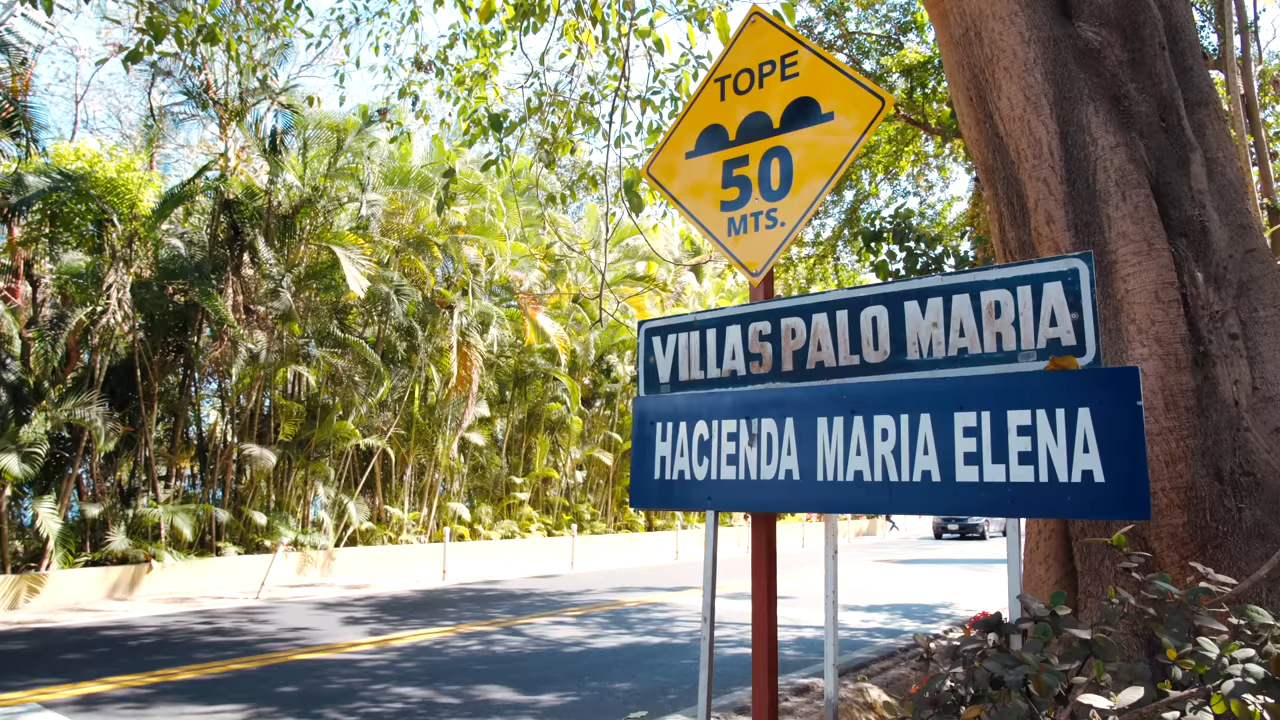 TOPE
50
MTS.
VILLAS PALO MARIA
HACIENDA MARIA ELENA